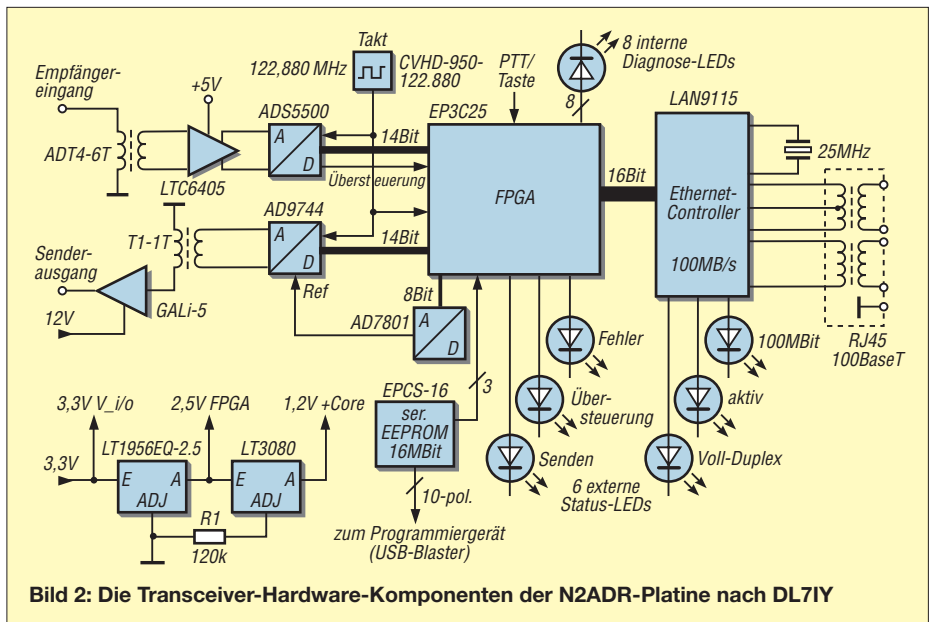 Empfänger-
eingang
ADT4-6T
+5V
LTC6405
Takt
122,880 MHz
CVHD-950-
122.880
ADS5500
A
D
14Bit
Übersteuerung
PTT/
Taste
EP3C25
FPGA
8
8 interne
Diagnose-LEDs
16Bit
LAN9115
Ethernet-
Controller
100MB/s
25MHz
RJ45
100BaseT
Sender-
ausgang
12V
GALi-5
T1-1T
AD9744
A
D
14Bit
Ref
8Bit
AD7801
A
D
3
EPCS-16
ser.
EEPROM
16MBit
10-pol.
zum Programmiergerät
(USB-Blaster)
Fehler
Über-
steuerung
Senden
6 externe
Status-LEDs
100MBit
aktiv
Voll-Duplex
3,3V V_i/o
2,5V FPGA
1,2V +Core
3,3V
LT1956EQ-2.5
E
A
ADJ
LT3080
E
A
ADJ
R1
120k
Bild 2: Die Transceiver-Hardware-Komponenten der N2ADR-Platine nach DL7IY